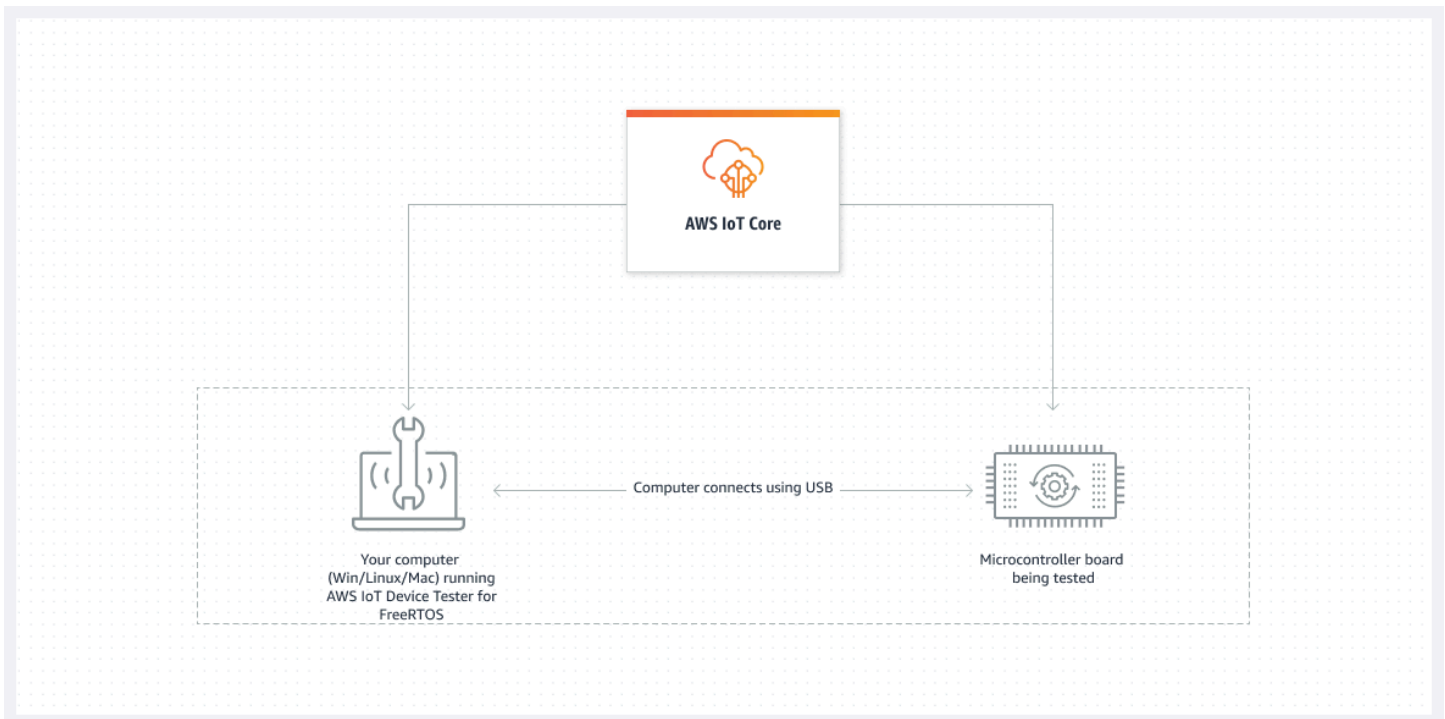 AWS IoT Core
Computer connects using USB
Your computer
(Win/Linux/Mac) running
AWS IoT Device Tester for
FreeRTOS
Microcontroller board
being tested